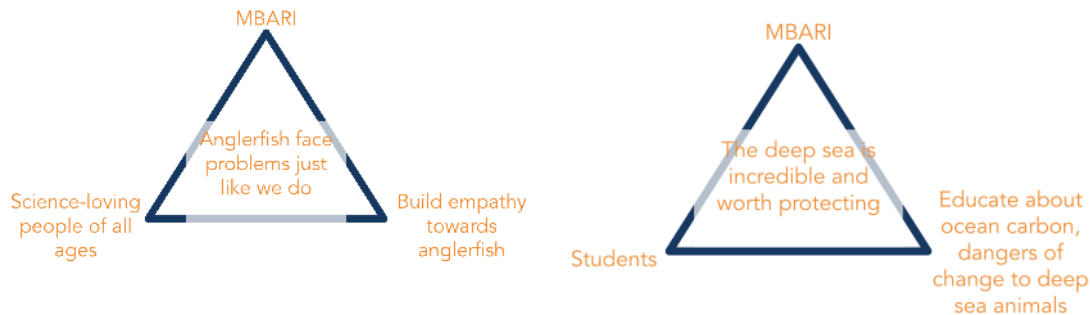 MBARI
Anglerfish face
problems just
like we do
Science-loving
people of all
ages
Build empathy
towards
anglerfish
MBARI
The deep sea is
incredible and
worth protecting
Students
Educate about
ocean carbon,
dangers of
change to deep
sea animals